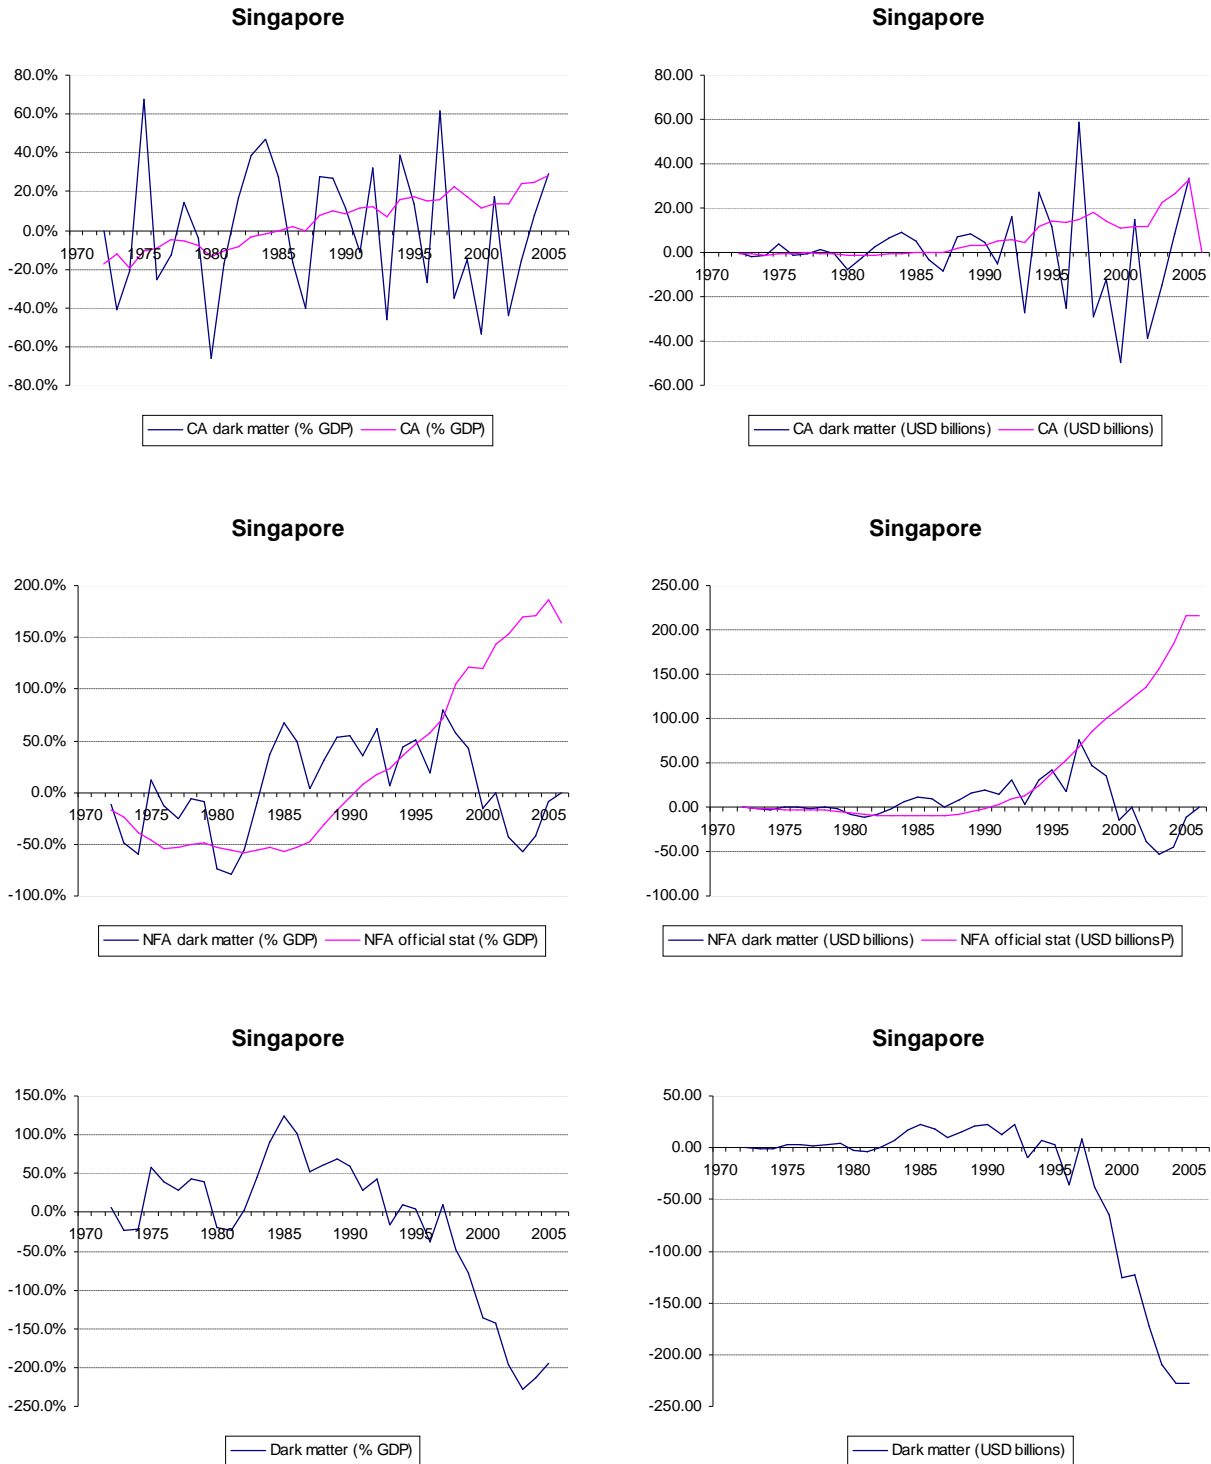 Singapore
80.0%
60.0%
40.0%
20.0%
0.0%
-20.0%
-40.0%
-60.0%
-80.0%
1970 1975 1980 1985 1990 1995 2000 2005
CA dark matter (% GDP) CA (% GDP)
Singapore
80.00
60.00
40.00
20.00
0.00
-20.00
-40.00
-60.00
1970 1975 1980 1985 1990 1995 2000 2005
CA dark matter (USD billions) CA (USD billions)
Singapore
200.0%
150.0%
100.0%
50.0%
0.0%
-50.0%
-100.0%
1970 1975 1980 1985 1990 1995 2000 2005
NFA dark matter (% GDP) NFA official stat (% GDP)
Singapore
250.00
200.00
150.00
100.00
50.00
0.00
-50.00
-100.00
1970 1975 1980 1985 1990 1995 2000 2005
NFA dark matter (USD billions) NFA official stat (USD billionsP)
Singapore
150.0%
100.0%
50.0%
0.0%
-50.0%
-100.0%
-150.0%
-200.0%
-250.0%
1970 1975 1980 1985 1990 1995 2000 2005
Dark matter (% GDP)
Singapore
50.00
0.00
-50.00
-100.00
-150.00
-200.00
-250.00
1970 1975 1980 1985 1990 1995 2000 2005
Dark matter (USD billions)